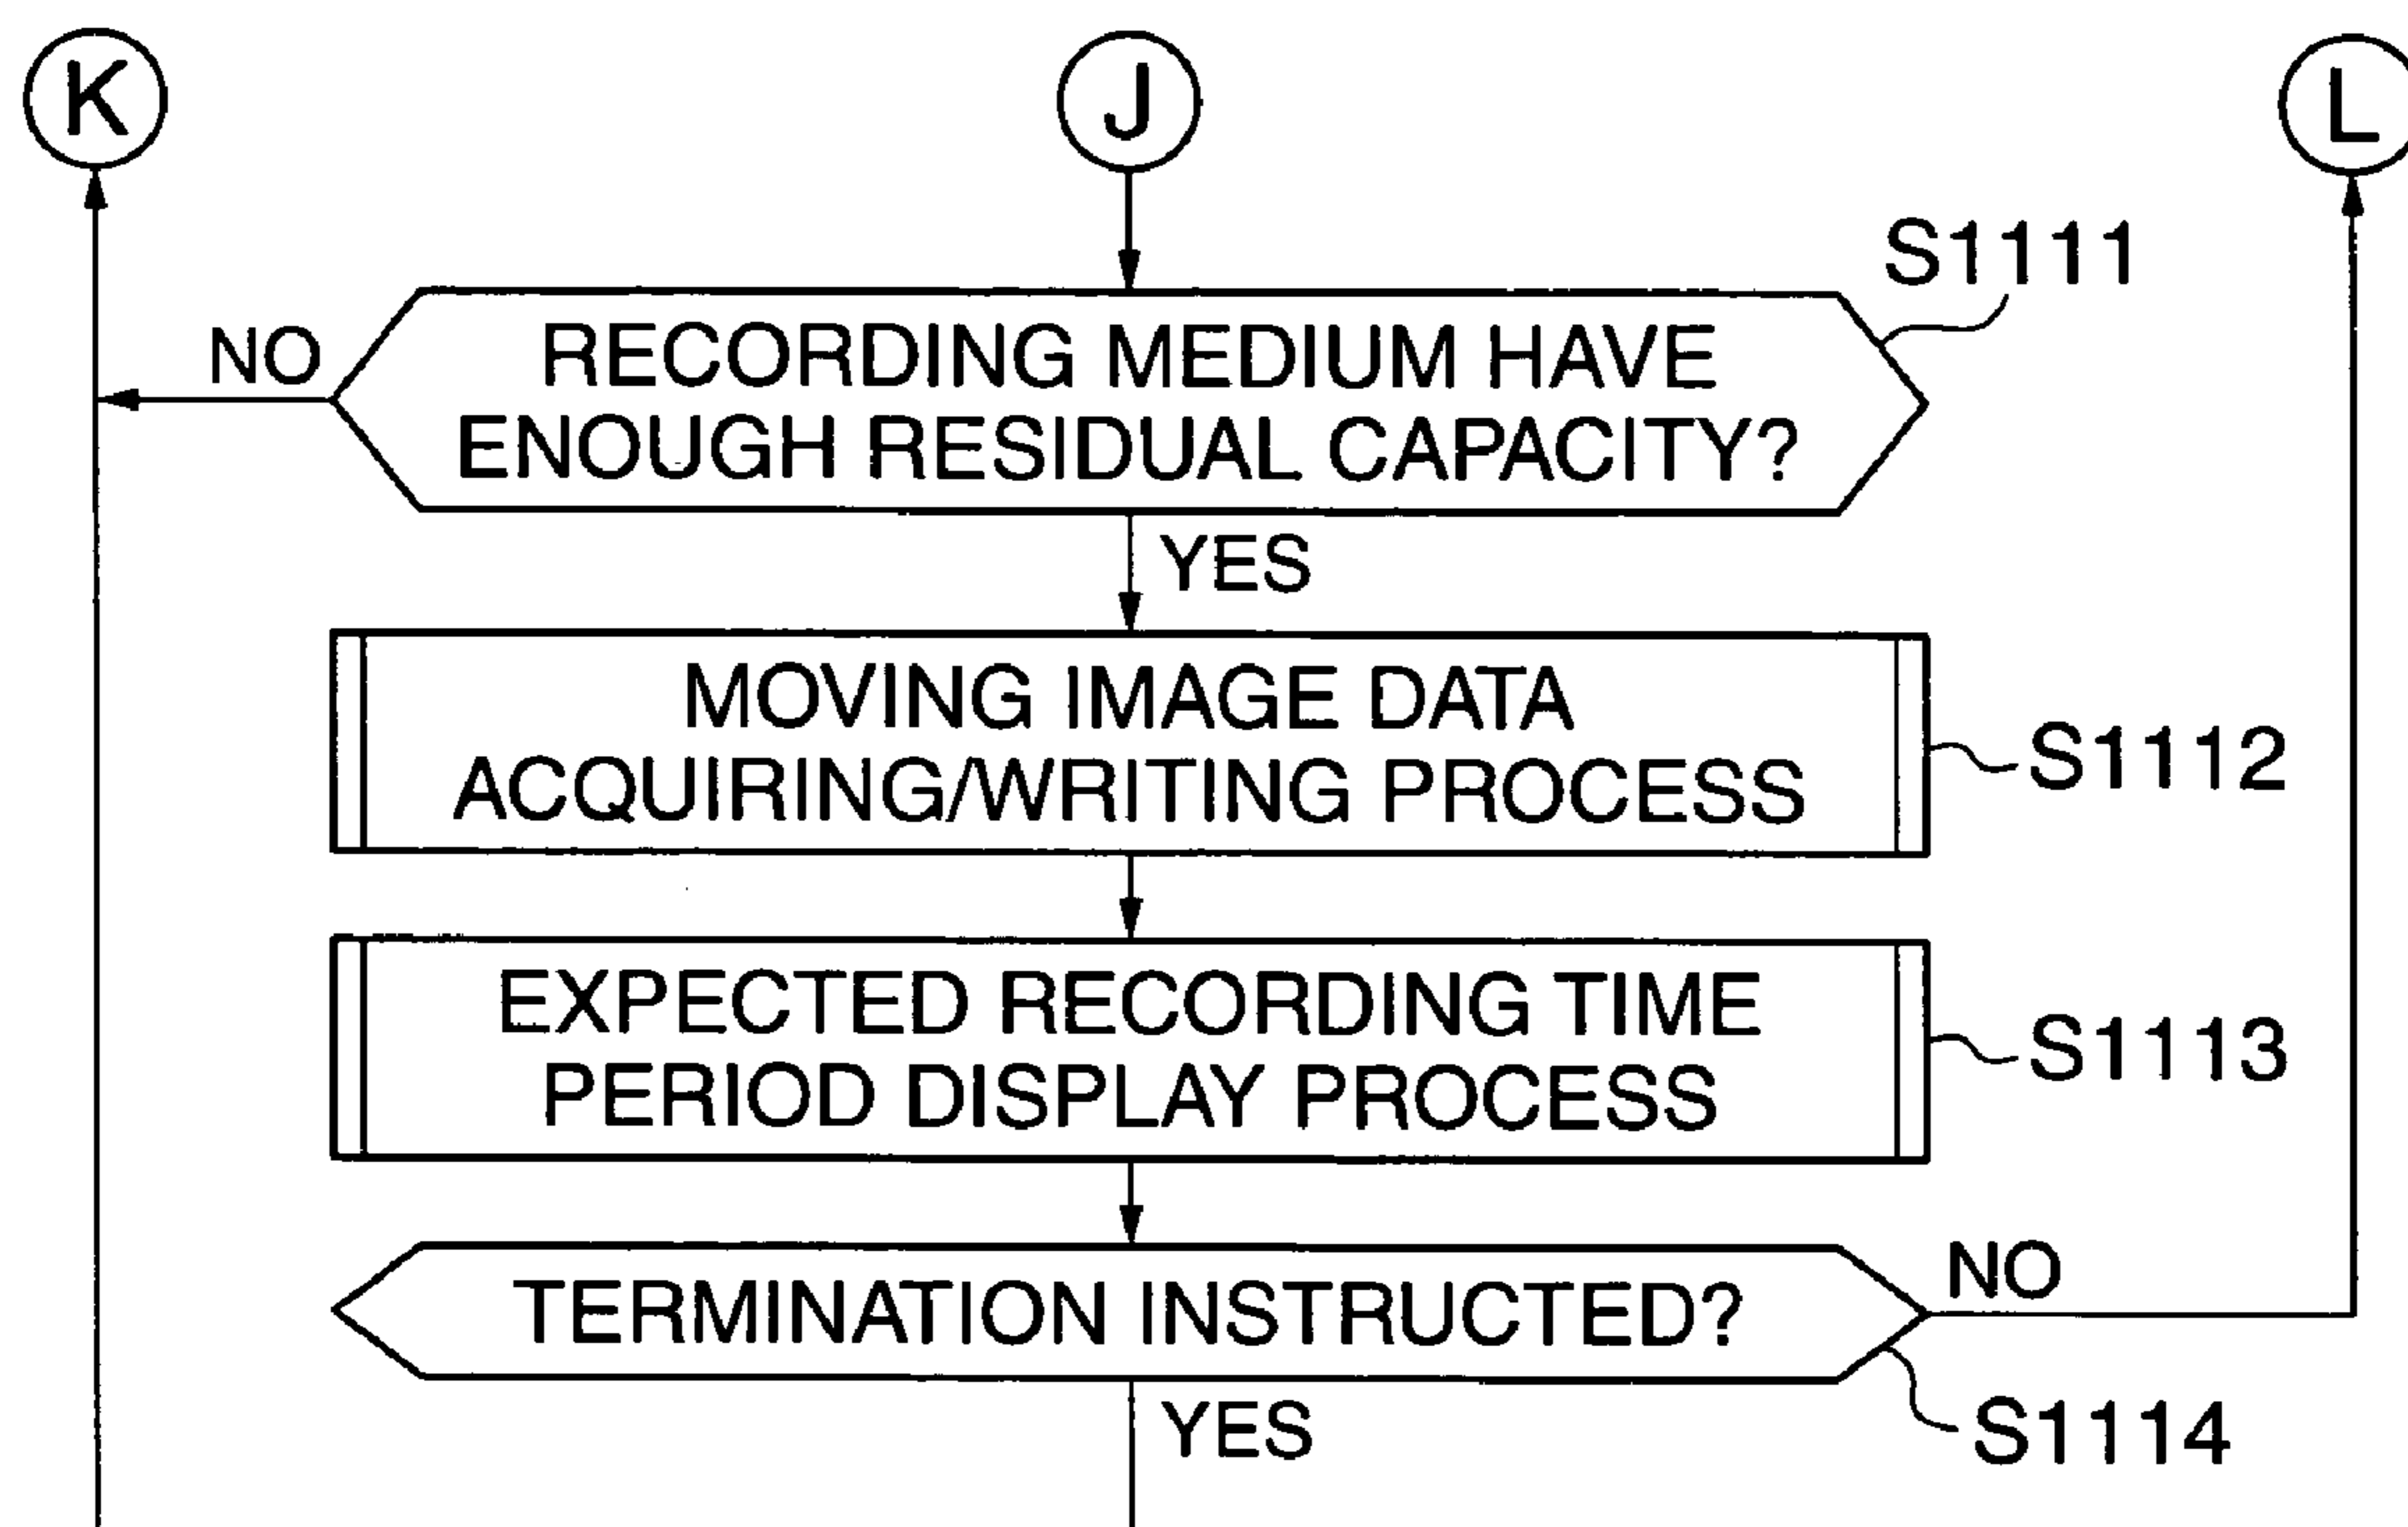 K
J
L
S1111
NO
RECORDING MEDIUM HAVE
ENOUGH RESIDUAL CAPACITY?
YES
MOVING IMAGE DATA
ACQUIRING/WRITING PROCESS
S1112
EXPECTED RECORDING TIME
PERIOD DISPLAY PROCESS
S1113
TERMINATION INSTRUCTED?
NO
YES
S1114